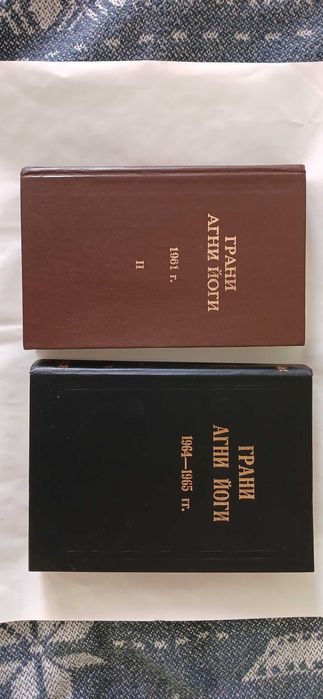 ГРАНИ
АГНИ ЙОГИ
1961 г.
II
ГРАНИ
АГНИ ЙОГИ
1964—1965 гг.